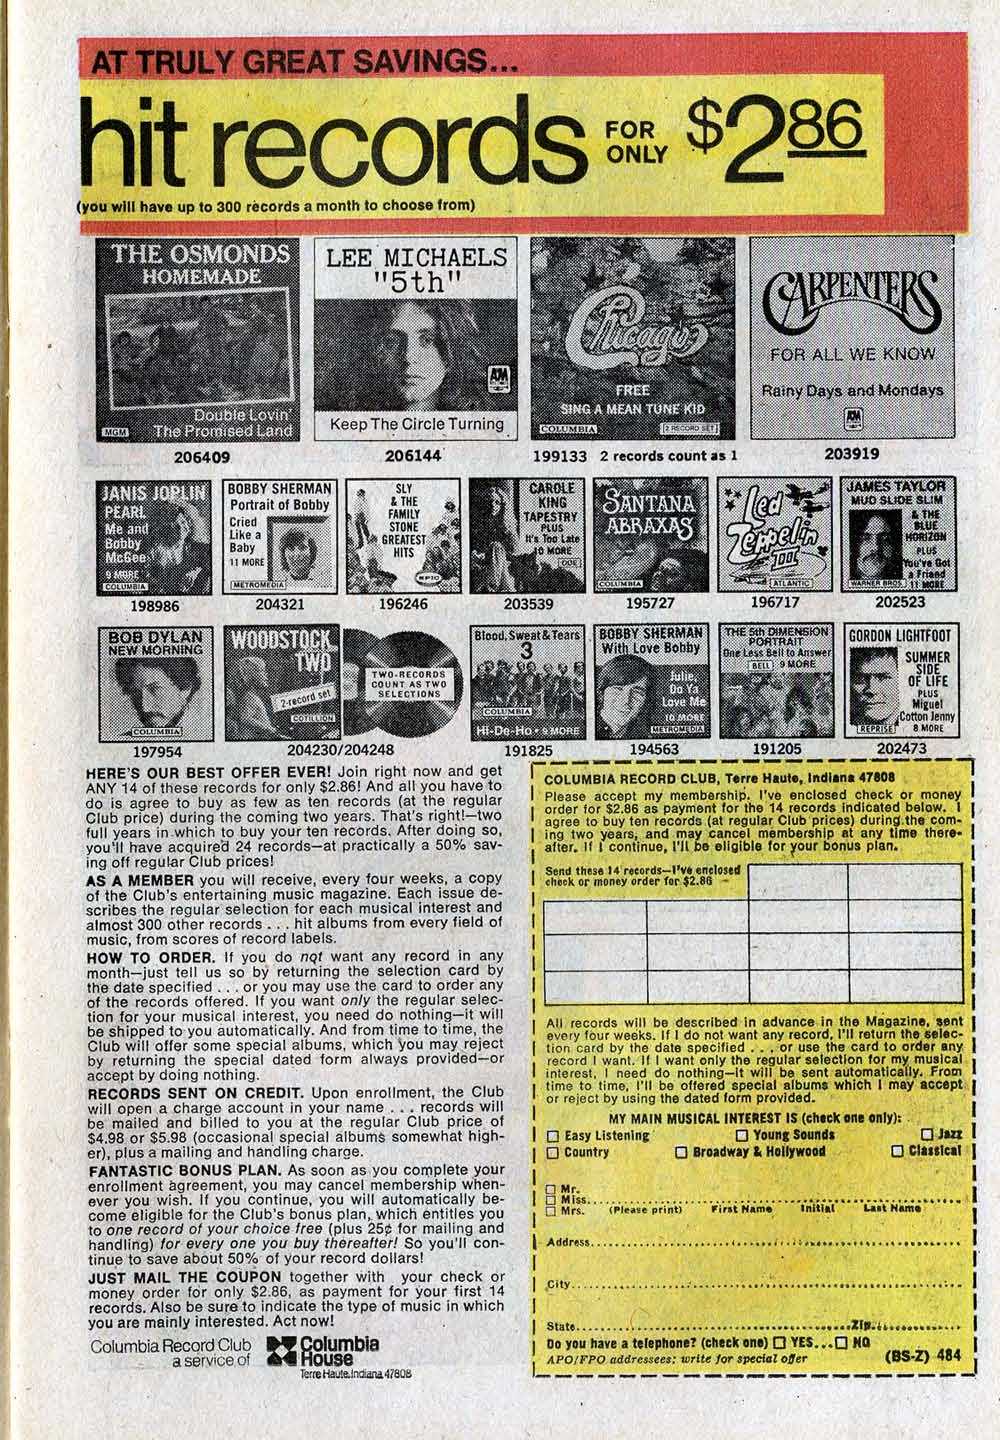 AT TRULY GREAT SAVINGS...
hit records FOR ONLY $2.86
(you will have up to 300 records a month to choose from)
THE OSMONDS
HOMEMADE
Double Lovin'
The Promised Land
MGM
206409
LEE MICHAELS
"5th"
A&M
Keep The Circle Turning
206144
Chicago
FREE
SING A MEAN TUNE KID
COLUMBIA
[2 RECORD SET]
199133 2 records count as 1
CARPENTERS
FOR ALL WE KNOW
Rainy Days and Mondays
A&M
203919
JANIS JOPLIN
PEARL
Me and
Bobby
McGee
9 MORE
COLUMBIA
198986
BOBBY SHERMAN
Portrait of Bobby
Cried
Like a
Baby
11 MORE
METROMEDIA
204321
SLY
& THE
FAMILY
STONE
GREATEST
HITS
EPIC
196246
CAROLE
KING
TAPESTRY
PLUS
It's Too Late
10 MORE
ODE
203539
SANTANA
ABRAXAS
COLUMBIA
195727
Led
Zeppelin
III
ATLANTIC
196717
JAMES TAYLOR
MUD SLIDE SLIM
& THE
BLUE
HORIZON
PLUS
You've Got
a Friend
11 MORE
WARNER BROS.
202523
BOB DYLAN
NEW MORNING
COLUMBIA
197954
WOODSTOCK
TWO
2-record set
COTILLION
TWO-RECORDS
COUNT AS TWO
SELECTIONS
204230/204248
Blood, Sweat & Tears
3
COLUMBIA
Hi-De-Ho • 9 MORE
191825
BOBBY SHERMAN
With Love Bobby
Julie,
Do Ya
Love Me
10 MORE
METROMEDIA
194563
THE 5th DIMENSION
PORTRAIT
One Less Bell to Answer
BELL 9 MORE
191205
GORDON LIGHTFOOT
SUMMER
SIDE
OF LIFE
PLUS
Miguel
Cotton Jenny
8 MORE
REPRISE
202473
HERE'S OUR BEST OFFER EVER! Join right now and get
ANY 14 of these records for only $2.86! And all you have to
do is agree to buy as few as ten records (at the regular
Club price) during the coming two years. That's right!—two
full years in which to buy your ten records. After doing so,
you'll have acquired 24 records—at practically a 50% sav-
ing off regular Club prices!
AS A MEMBER you will receive, every four weeks, a copy
of the Club's entertaining music magazine. Each issue de-
scribes the regular selection for each musical interest and
almost 300 other records . . . hit albums from every field of
music, from scores of record labels.
HOW TO ORDER. If you do not want any record in any
month—just tell us so by returning the selection card by
the date specified . . . or you may use the card to order any
of the records offered. If you want only the regular selec-
tion for your musical interest, you need do nothing—it will
be shipped to you automatically. And from time to time, the
Club will offer some special albums, which you may reject
by returning the special dated form always provided—or
accept by doing nothing.
RECORDS SENT ON CREDIT. Upon enrollment, the Club
will open a charge account in your name . . . records will
be mailed and billed to you at the regular Club price of
$4.98 or $5.98 (occasional special albums somewhat high-
er), plus a mailing and handling charge.
FANTASTIC BONUS PLAN. As soon as you complete your
enrollment agreement, you may cancel membership when-
ever you wish. If you continue, you will automatically be-
come eligible for the Club's bonus plan, which entitles you
to one record of your choice free (plus 25¢ for mailing and
handling) for every one you buy thereafter! So you'll con-
tinue to save about 50% of your record dollars!
JUST MAIL THE COUPON together with your check or
money order for only $2.86, as payment for your first 14
records. Also be sure to indicate the type of music in which
you are mainly interested. Act now!
Columbia Record Club
a service of
Columbia
House
Terre Haute, Indiana 47808
COLUMBIA RECORD CLUB, Terre Haute, Indiana 47808
Please accept my membership. I've enclosed check or money
order for $2.86 as payment for the 14 records indicated below. I
agree to buy ten records (at regular Club prices) during the com-
ing two years, and may cancel membership at any time there-
after. If I continue, I'll be eligible for your bonus plan.
Send these 14 records—I've enclosed
check or money order for $2.86
All records will be described in advance in the Magazine, sent
every four weeks. If I do not want any record, I'll return the selec-
tion card by the date specified . . . or use the card to order any
record I want. If I want only the regular selection for my musical
interest, I need do nothing—it will be sent automatically. From
time to time, I'll be offered special albums which I may accept
or reject by using the dated form provided.
MY MAIN MUSICAL INTEREST IS (check one only):
□ Easy Listening □ Young Sounds □ Jazz
□ Country □ Broadway & Hollywood □ Classical
□ Mr.
□ Miss
□ Mrs. (Please print) First Name Initial Last Name
Address
City
State Zip
Do you have a telephone? (check one) □ YES... □ NO
APO/FPO addressees: write for special offer
(BS-Z) 484